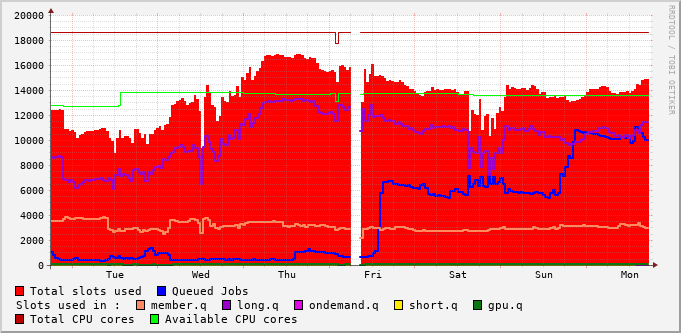 20000
18000
16000
14000
12000
10000
8000
6000
4000
2000
0
Tue Wed Thu Fri Sat Sun Mon
RRDTOOL / TOBI OETIKER
Total slots used Queued Jobs
Slots used in : member.q long.q ondemand.q short.q gpu.q
Total CPU cores Available CPU cores